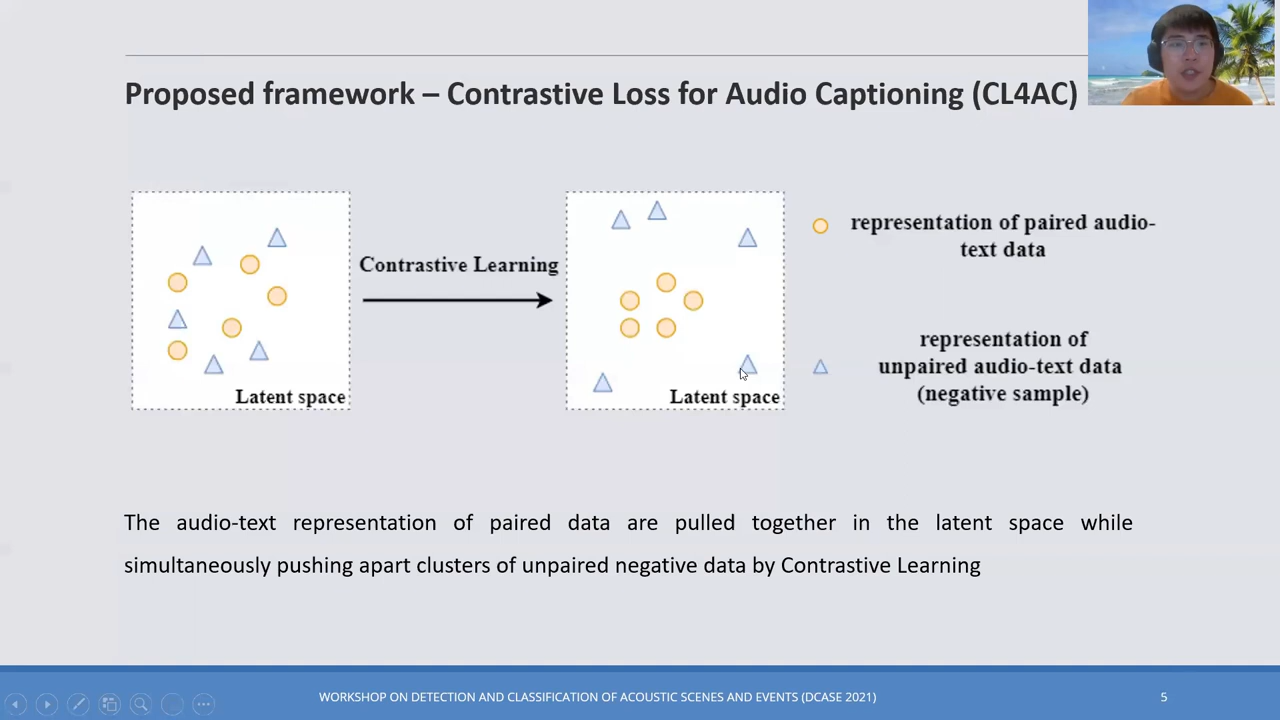 Proposed framework – Contrastive Loss for Audio Captioning (CL4AC)
Contrastive Learning
Latent space
Latent space
representation of paired audio-
text data
representation of
unpaired audio-text data
(negative sample)
The audio-text representation of paired data are pulled together in the latent space while
simultaneously pushing apart clusters of unpaired negative data by Contrastive Learning
WORKSHOP ON DETECTION AND CLASSIFICATION OF ACOUSTIC SCENES AND EVENTS (DCASE 2021)
5